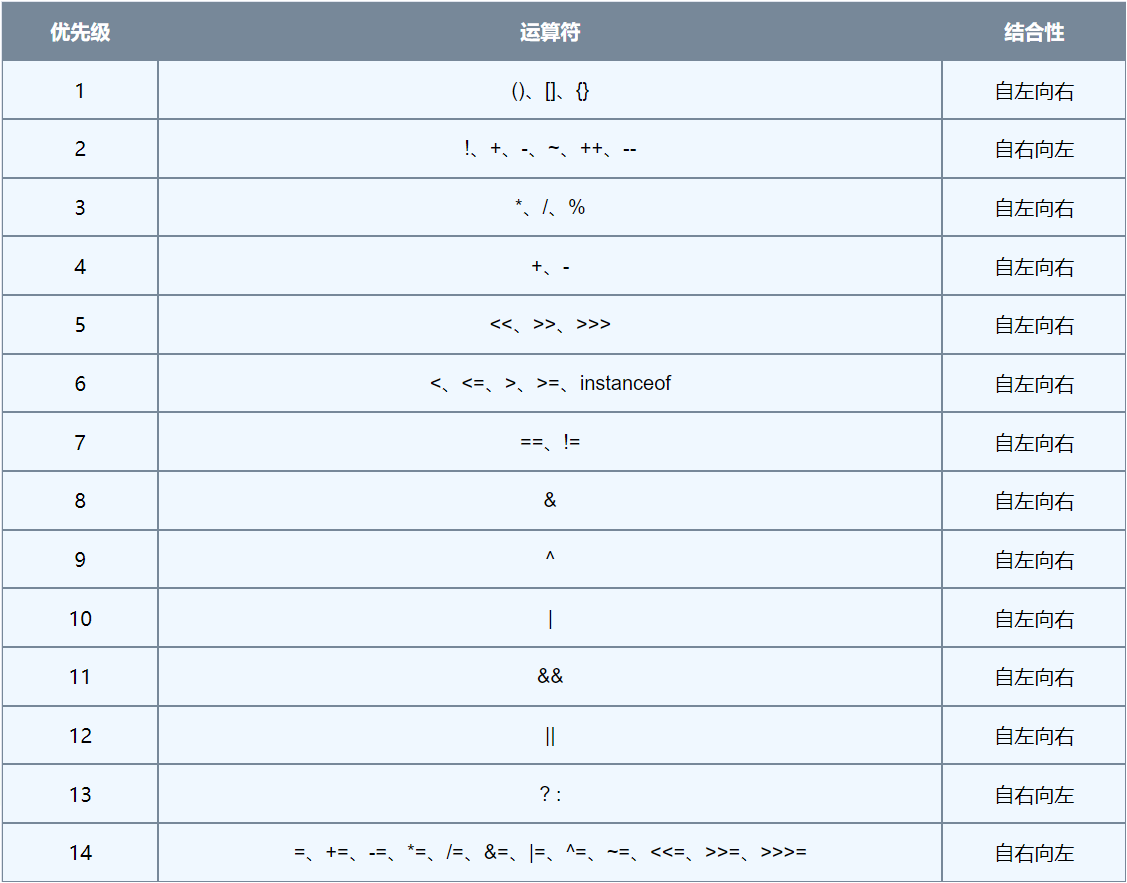 优先级 运算符 结合性
1 ()、[]、{} 自左向右
2 !、+、-、~、++、-- 自右向左
3 *、/、% 自左向右
4 +、- 自左向右
5 <<、>>、>>> 自左向右
6 <、<=、>、>=、instanceof 自左向右
7 ==、!= 自左向右
8 & 自左向右
9 ^ 自左向右
10 | 自左向右
11 && 自左向右
12 || 自左向右
13 ? : 自右向左
14 =、+=、-=、*=、/=、&=、|=、^=、~=、<<=、>>=、>>>= 自右向左